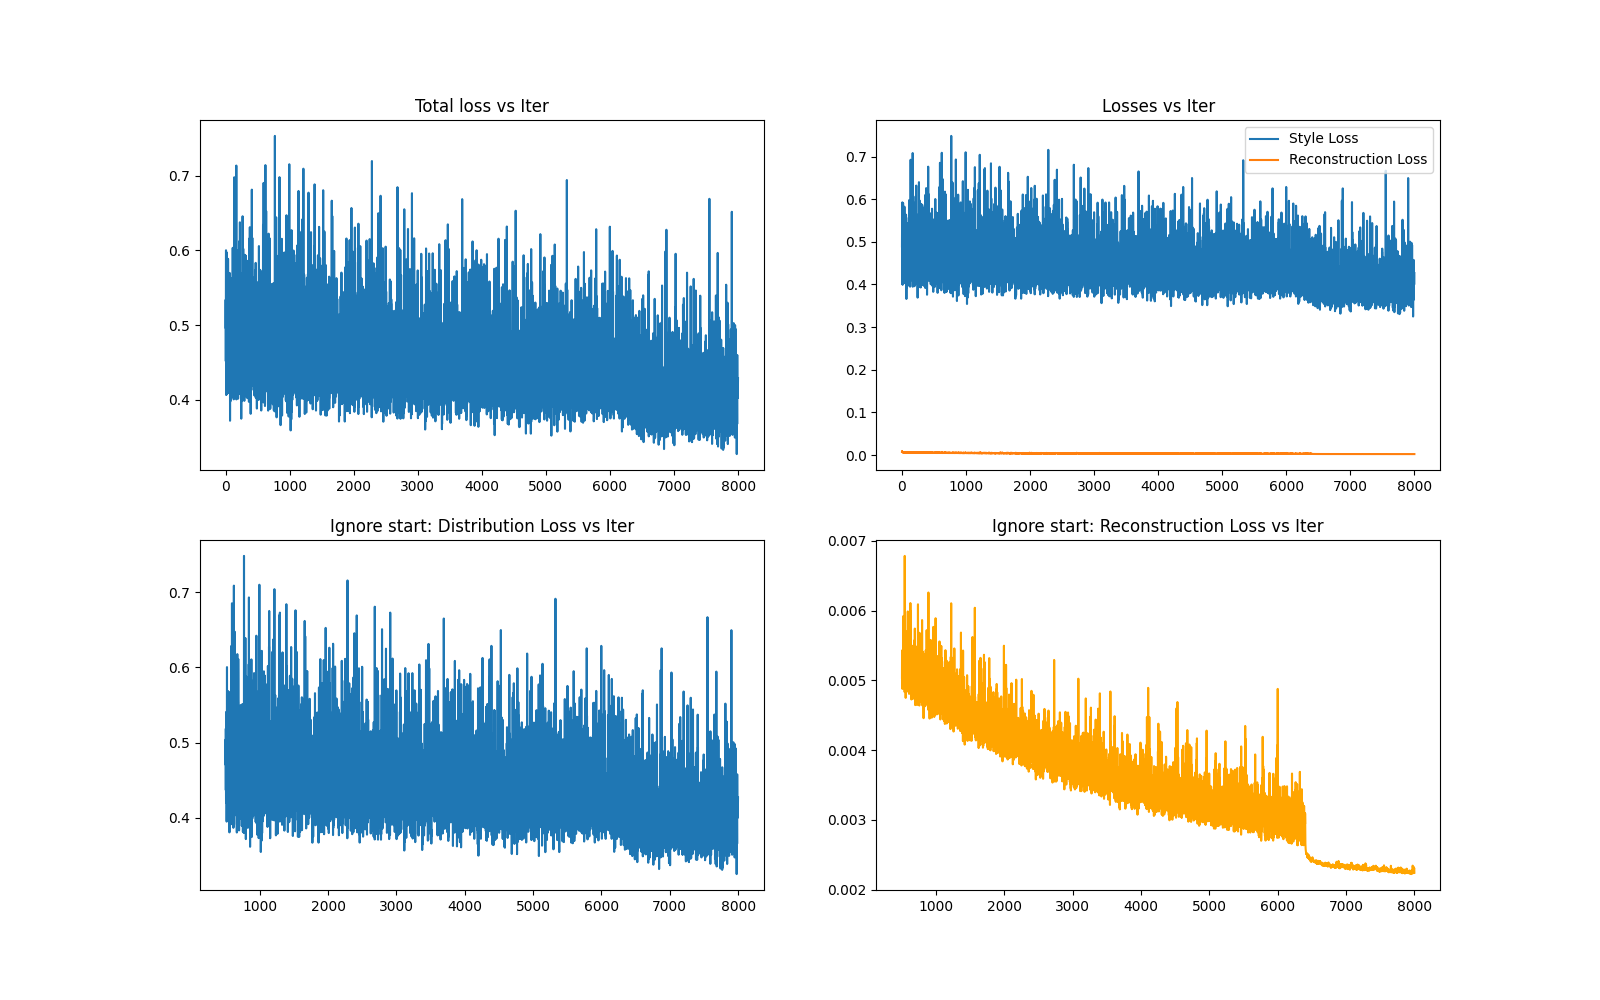 Total loss vs Iter
0.7
0.6
0.5
0.4
0 1000 2000 3000 4000 5000 6000 7000 8000
Losses vs Iter
Style Loss
Reconstruction Loss
0.7
0.6
0.5
0.4
0.3
0.2
0.1
0.0
0 1000 2000 3000 4000 5000 6000 7000 8000
Ignore start: Distribution Loss vs Iter
0.7
0.6
0.5
0.4
1000 2000 3000 4000 5000 6000 7000 8000
Ignore start: Reconstruction Loss vs Iter
0.007
0.006
0.005
0.004
0.003
0.002
1000 2000 3000 4000 5000 6000 7000 8000